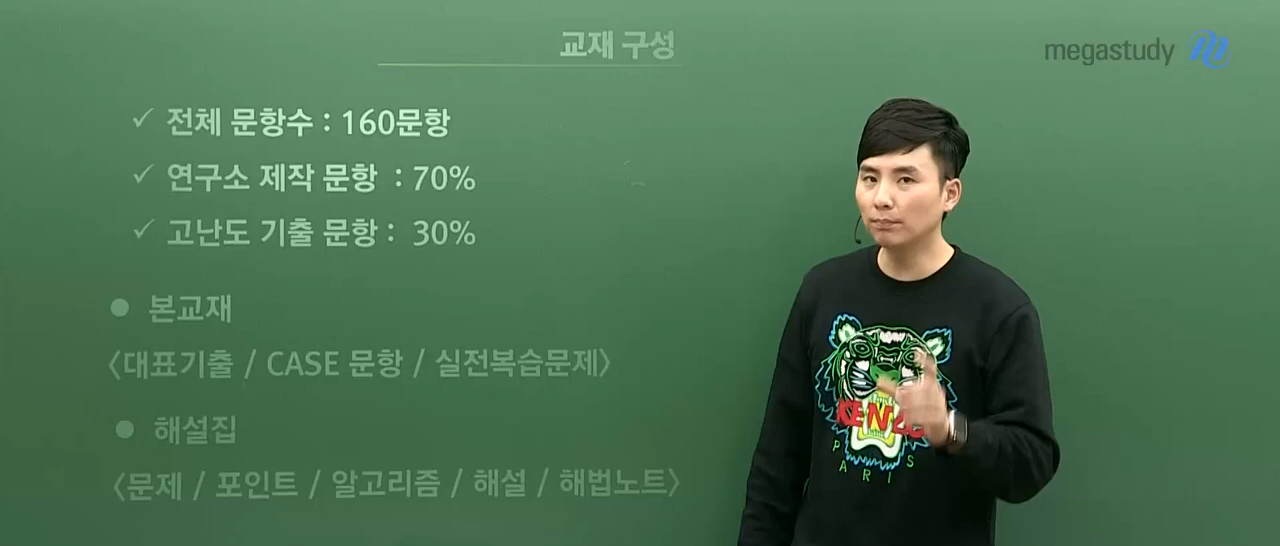 교재 구성
megastudy
✓ 전체 문항수 : 160문항
✓ 연구소 제작 문항 : 70%
✓ 고난도 기출 문항 : 30%
● 본교재
〈대표기출 / CASE 문항 / 실전복습문제〉
● 해설집
〈문제 / 포인트 / 알고리즘 / 해설 / 해법노트〉
KENZO
PARIS